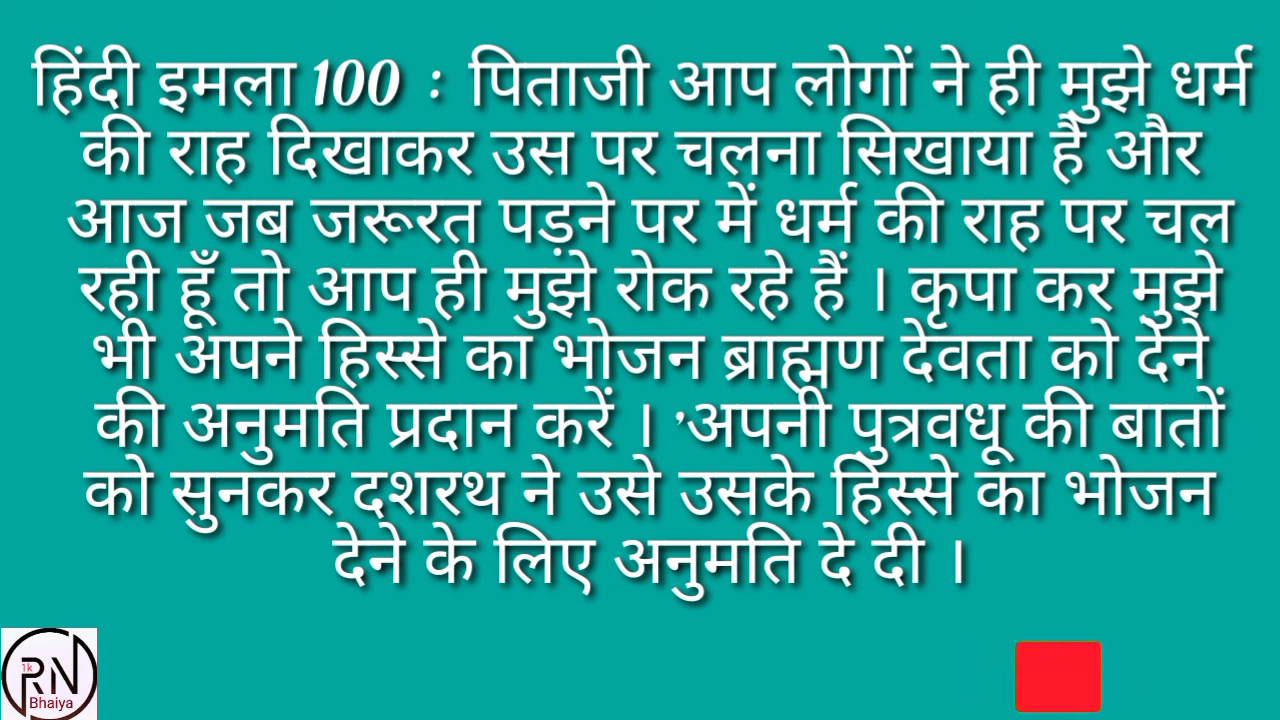 हिंदी इमला 100 : पिताजी आप लोगों ने ही मुझे धर्म
की राह दिखाकर उस पर चलना सिखाया है और
आज जब जरूरत पड़ने पर में धर्म की राह पर चल
रही हूँ तो आप ही मुझे रोक रहे हैं । कृपा कर मुझे
भी अपने हिस्से का भोजन ब्राह्मण देवता को देने
की अनुमति प्रदान करें । ’अपनी पुत्रवधू की बातों
को सुनकर दशरथ ने उसे उसके हिस्से का भोजन
देने के लिए अनुमति दे दी ।
1k
RN
Bhaiya